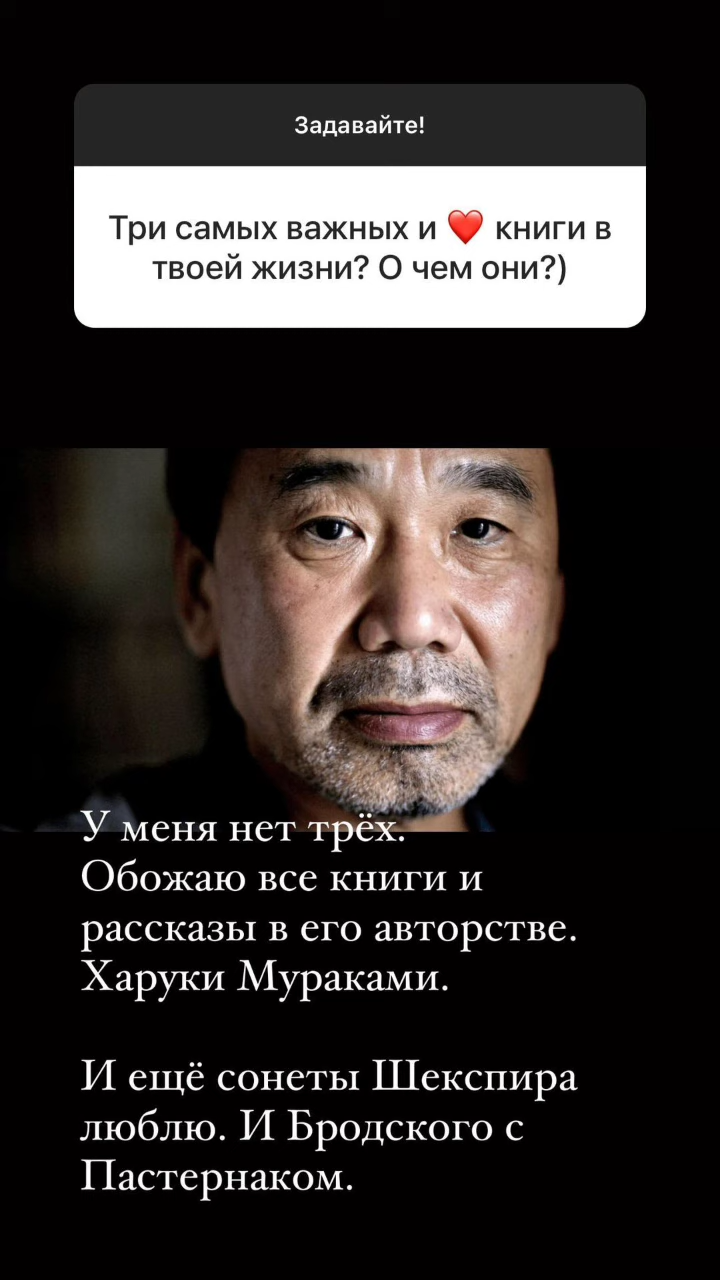 Задавайте!
Три самых важных и ❤️ книги в
твоей жизни? О чем они?)
У меня нет трёх.
Обожаю все книги и
рассказы в его авторстве.
Харуки Мураками.
И ещё сонеты Шекспира
люблю. И Бродского с
Пастернаком.